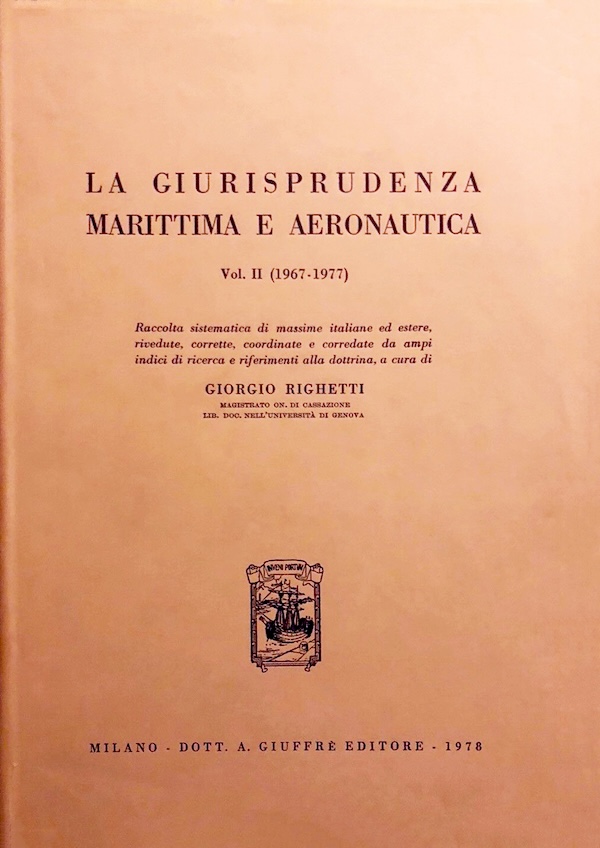 LA GIURISPRUDENZA
MARITTIMA E AERONAUTICA
Vol. II (1967-1977)
Raccolta sistematica di massime italiane ed estere,
rivedute, corrette, coordinate e corredate da ampi
indici di ricerca e riferimenti alla dottrina, a cura di
GIORGIO RIGHETTI
MAGISTRATO ON. DI CASSAZIONE
LIB. DOC. NELL'UNIVERSITÀ DI GENOVA
INVENI PORTUM
MILANO - DOTT. A. GIUFFRÈ EDITORE - 1978